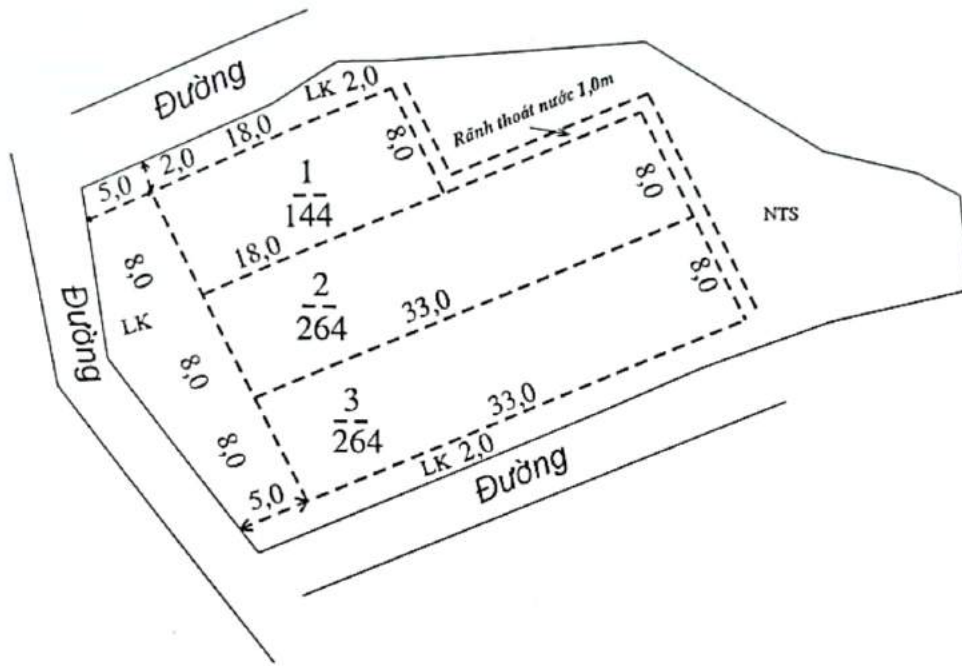 Đường
LK 2,0
18,0
2,0
5,0
8,0
Rãnh thoát nước 1,0m
1
144
8,0
18,0
8,0
NTS
Đường
LK
2
264
33,0
8,0
8,0
3
264
33,0
8,0
LK 2,0
5,0
Đường